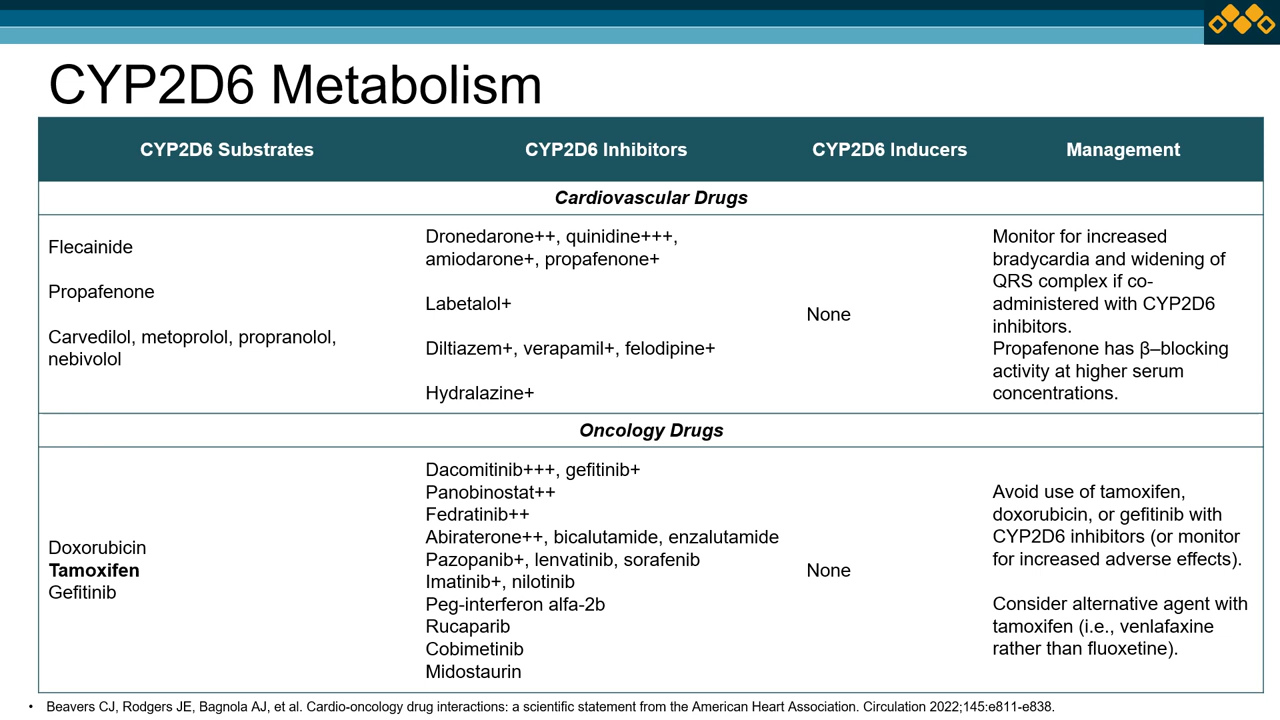 CYP2D6 Metabolism
CYP2D6 Substrates
CYP2D6 Inhibitors
CYP2D6 Inducers
Management
Cardiovascular Drugs
Flecainide
Propafenone
Carvedilol, metoprolol, propranolol,
nebivolol
Dronedarone++, quinidine+++,
amiodarone+, propafenone+
Labetalol+
Diltiazem+, verapamil+, felodipine+
Hydralazine+
None
Monitor for increased
bradycardia and widening of
QRS complex if co-
administered with CYP2D6
inhibitors.
Propafenone has β–blocking
activity at higher serum
concentrations.
Oncology Drugs
Doxorubicin
Tamoxifen
Gefitinib
Dacomitinib+++, gefitinib+
Panobinostat++
Fedratinib++
Abiraterone++, bicalutamide, enzalutamide
Pazopanib+, lenvatinib, sorafenib
Imatinib+, nilotinib
Peg-interferon alfa-2b
Rucaparib
Cobimetinib
Midostaurin
None
Avoid use of tamoxifen,
doxorubicin, or gefitinib with
CYP2D6 inhibitors (or monitor
for increased adverse effects).
Consider alternative agent with
tamoxifen (i.e., venlafaxine
rather than fluoxetine).
• Beavers CJ, Rodgers JE, Bagnola AJ, et al. Cardio-oncology drug interactions: a scientific statement from the American Heart Association. Circulation 2022;145:e811-e838.